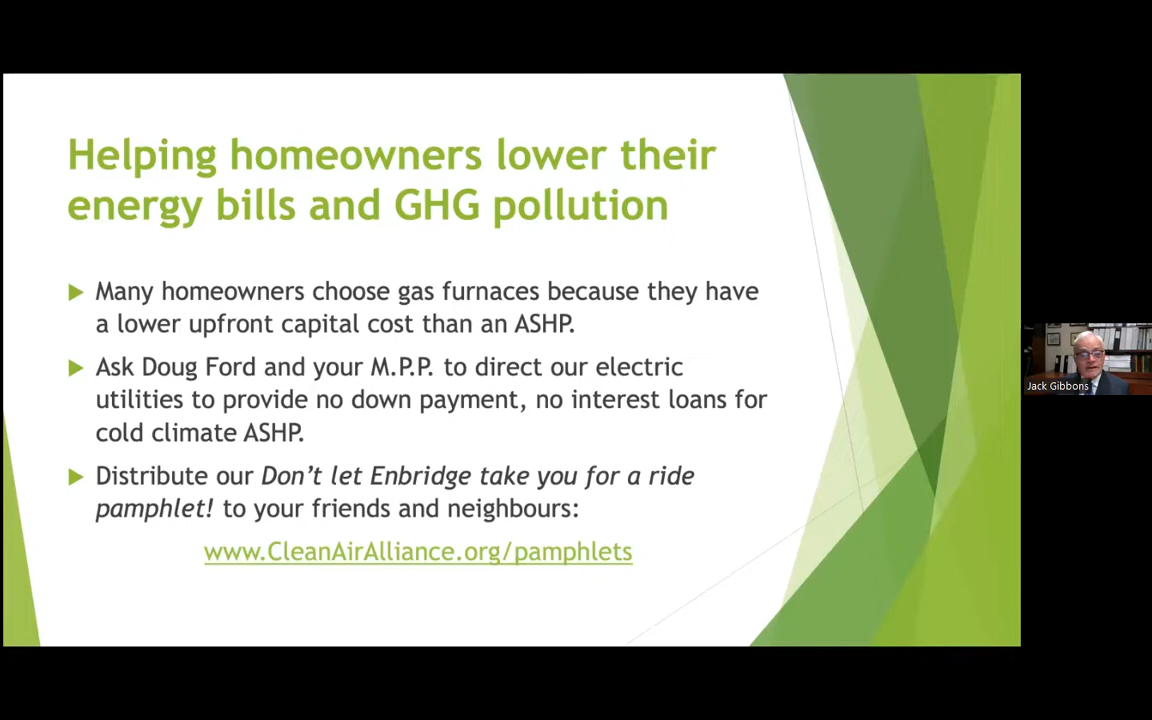 Helping homeowners lower their
energy bills and GHG pollution
Many homeowners choose gas furnaces because they have
a lower upfront capital cost than an ASHP.
Ask Doug Ford and your M.P.P. to direct our electric
utilities to provide no down payment, no interest loans for
cold climate ASHP.
Distribute our Don’t let Enbridge take you for a ride
pamphlet! to your friends and neighbours:
www.CleanAirAlliance.org/pamphlets
Jack Gibbons